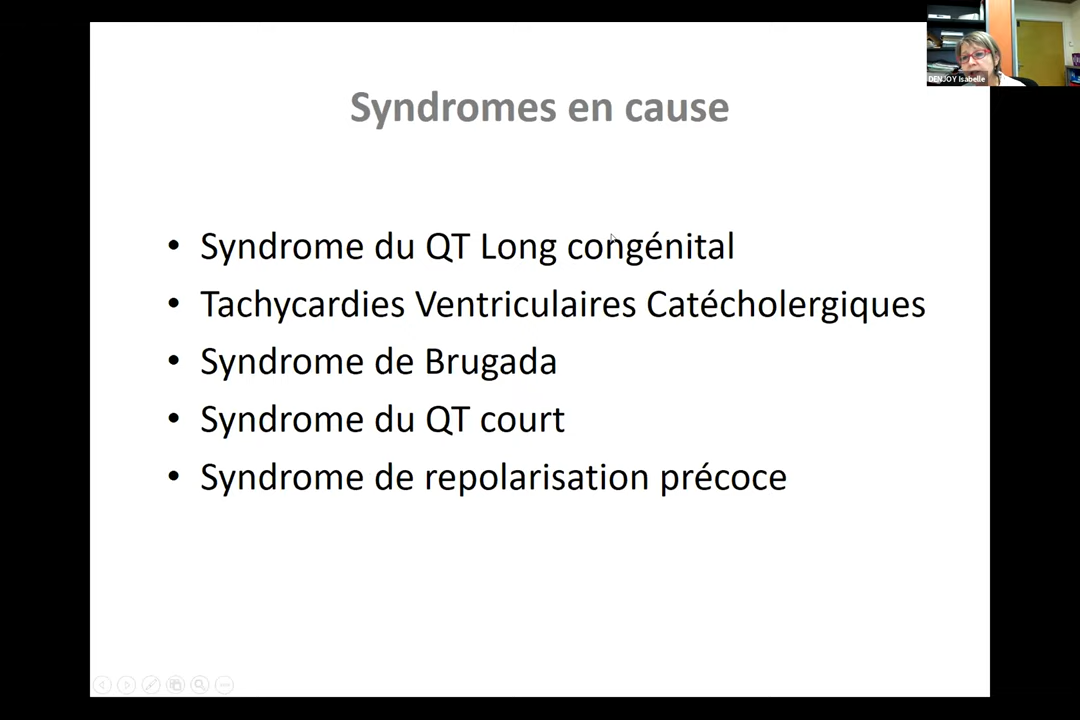 DENJOY Isabelle
Syndromes en cause
• Syndrome du QT Long congénital
• Tachycardies Ventriculaires Catécholergiques
• Syndrome de Brugada
• Syndrome du QT court
• Syndrome de repolarisation précoce